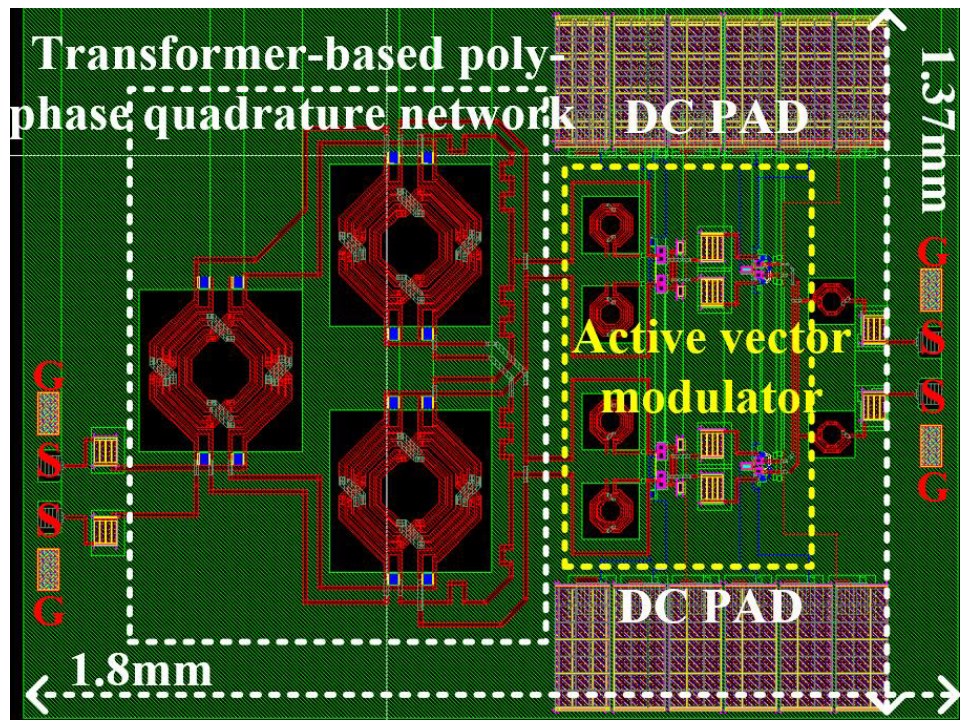 Transformer-based poly-
phase quadrature network
DC PAD
1.37mm
G
S
S
G
Active vector
modulator
G
S
S
G
DC PAD
1.8mm